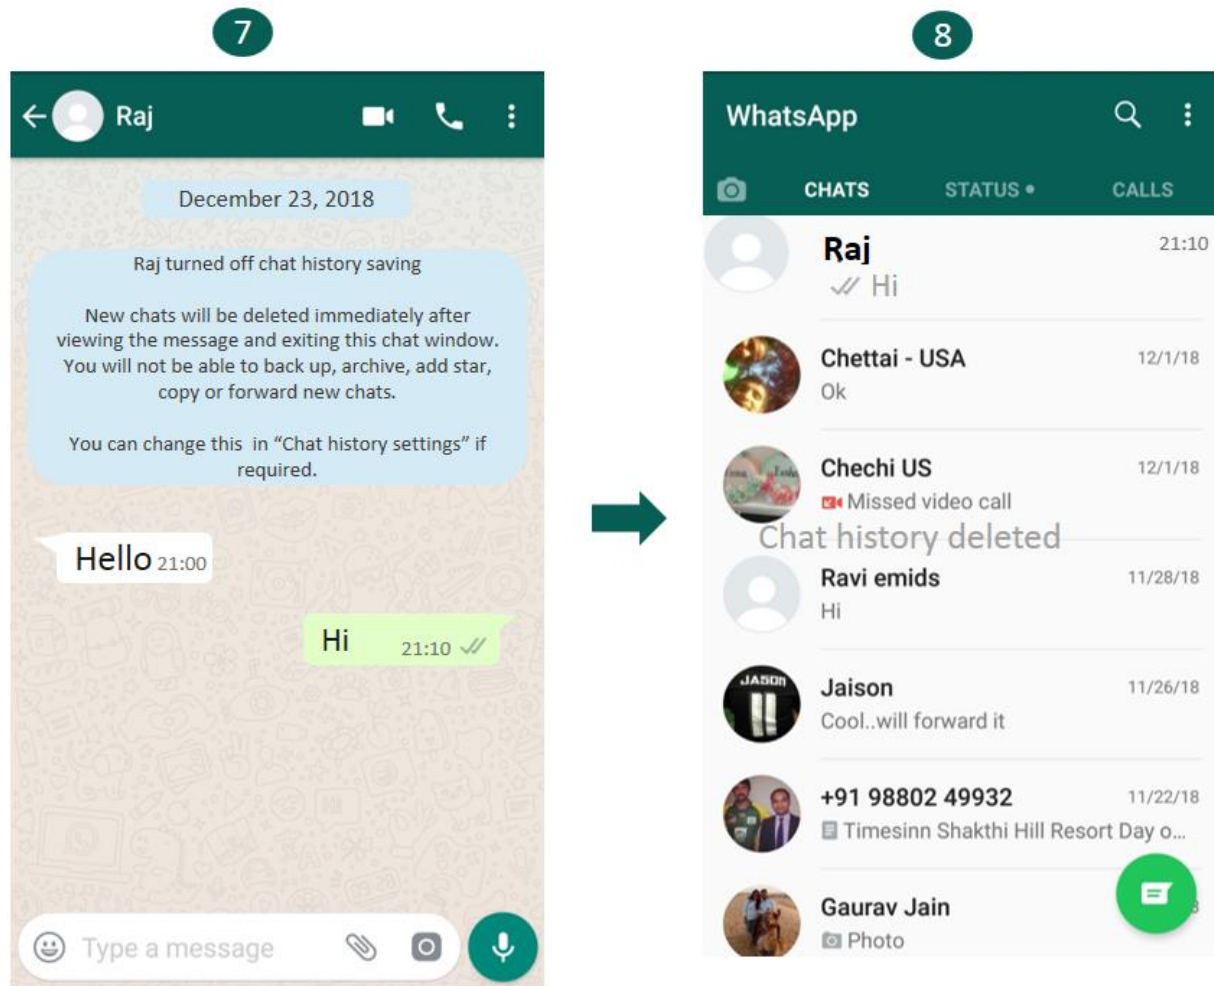 7
Raj
December 23, 2018
Raj turned off chat history saving
New chats will be deleted immediately after
viewing the message and exiting this chat window.
You will not be able to back up, archive, add star,
copy or forward new chats.
You can change this in “Chat history settings” if
required.
Hello 21:00
Hi 21:10
Type a message
8
WhatsApp
CHATS STATUS CALLS
Raj 21:10
Hi
Chettai - USA 12/1/18
Ok
Chechi US 12/1/18
Missed video call
Chat history deleted
Ravi emids 11/28/18
Hi
JASON
Jaison 11/26/18
Cool..will forward it
+91 98802 49932 11/22/18
Timesinn Shakthi Hill Resort Day o...
Gaurav Jain
Photo